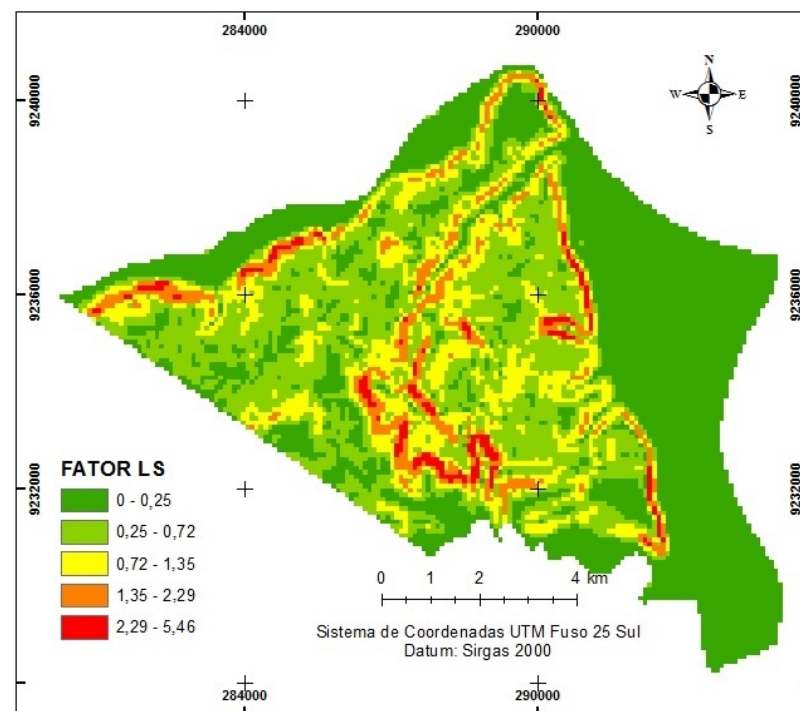 284000
290000
N
W
E
S
9240000
9240000
9236000
9236000
FATOR LS
0 - 0,25
0,25 - 0,72
0,72 - 1,35
1,35 - 2,29
2,29 - 5,46
9232000
9232000
0 1 2 4 km
Sistema de Coordenadas UTM Fuso 25 Sul
Datum: Sirgas 2000
284000
290000